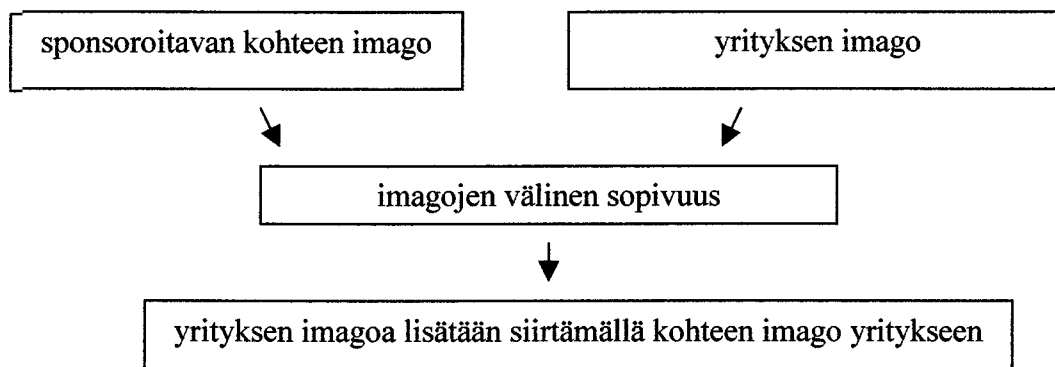 sponsoroitavan kohteen imago
yrityksen imago
imagojen välinen sopivuus
yrityksen imagoa lisätään siirtämällä kohteen imago yritykseen